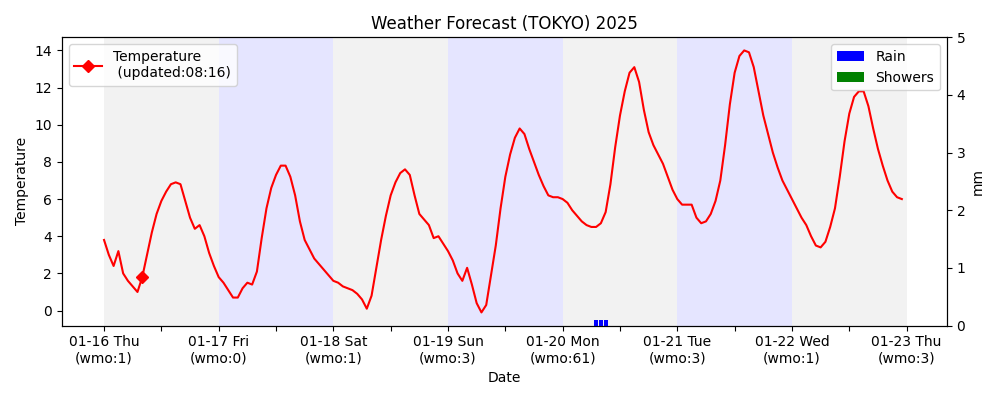 Weather Forecast (TOKYO) 2025
Temperature
(updated:08:16)
Rain
Showers
Temperature
14
12
10
8
6
4
2
0
5
4
3
2
1
0
mm
01-16 Thu 01-17 Fri 01-18 Sat 01-19 Sun 01-20 Mon 01-21 Tue 01-22 Wed 01-23 Thu
(wmo:1) (wmo:0) (wmo:1) (wmo:3) (wmo:61) (wmo:3) (wmo:1) (wmo:3)
Date